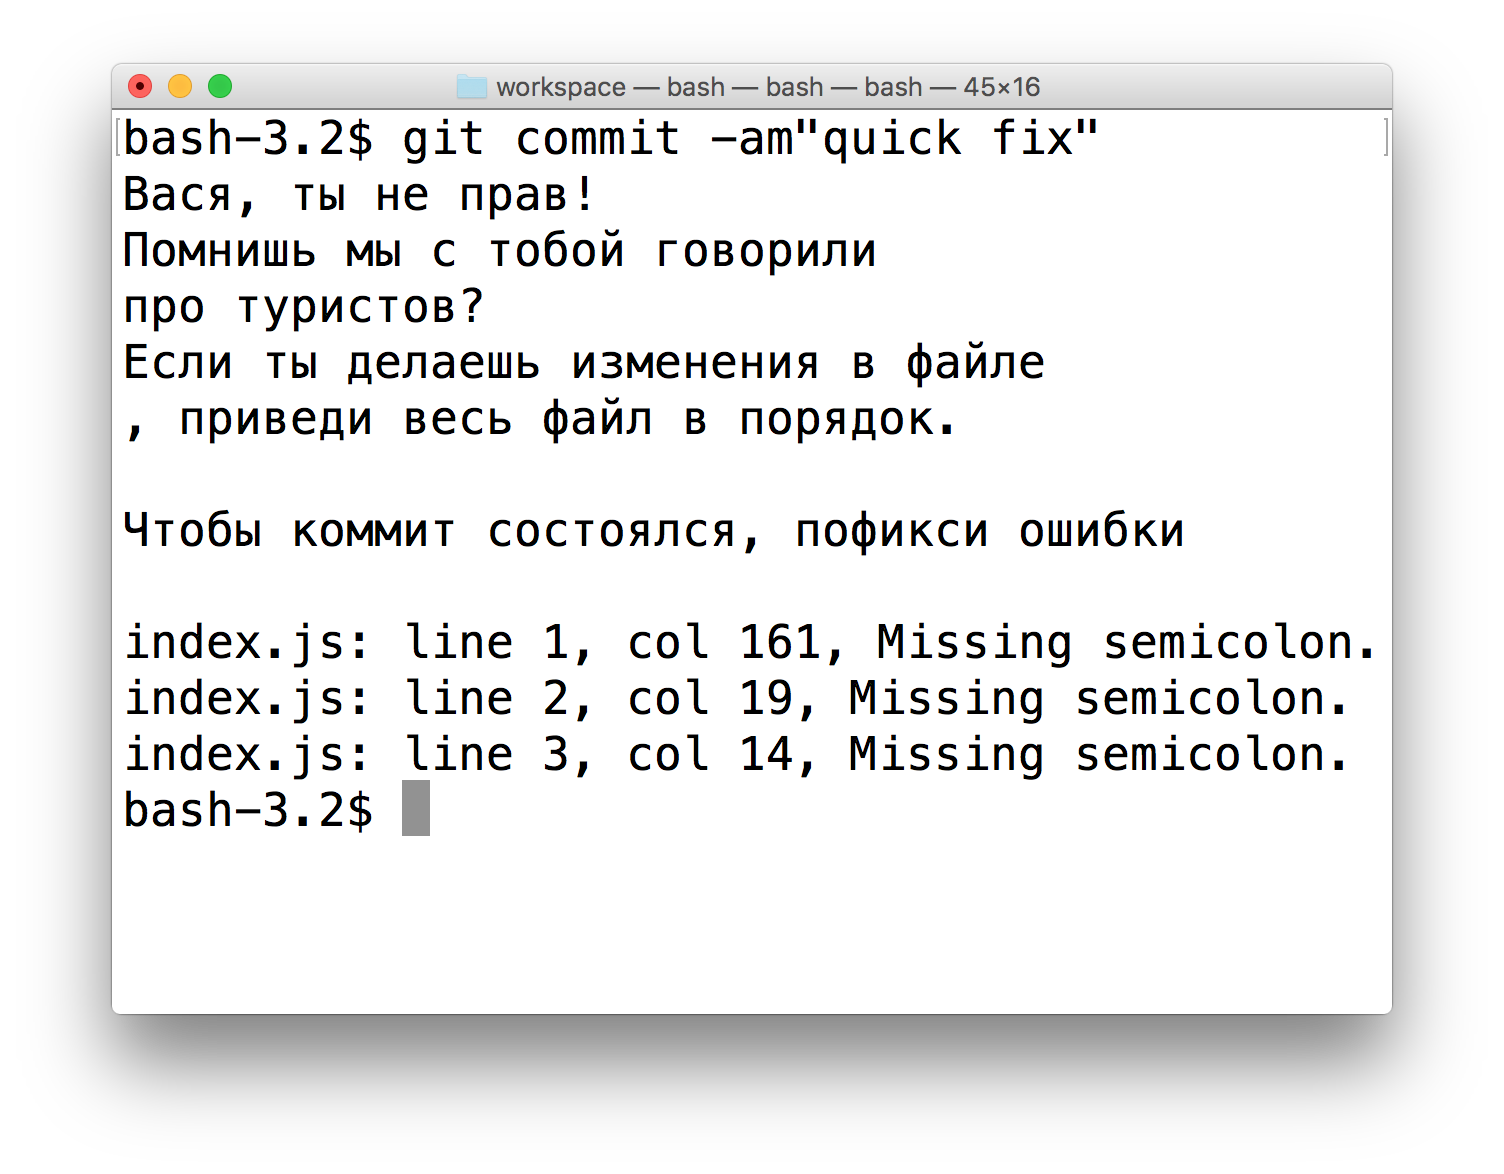 workspace — bash — bash — bash — 45×16
bash-3.2$ git commit -am"quick fix"
Вася, ты не прав!
Помнишь мы с тобой говорили
про туристов?
Если ты делаешь изменения в файле
, приведи весь файл в порядок.
Чтобы коммит состоялся, пофикси ошибки
index.js: line 1, col 161, Missing semicolon.
index.js: line 2, col 19, Missing semicolon.
index.js: line 3, col 14, Missing semicolon.
bash-3.2$